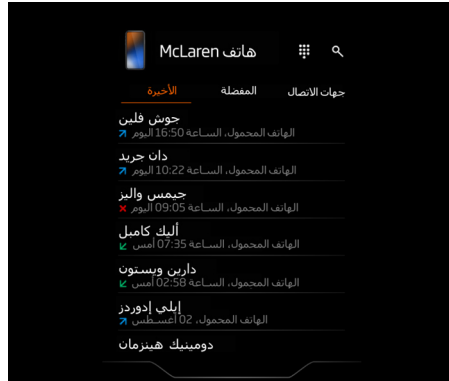 هاتف McLaren
الأخيرة المفضلة جهات الاتصال
جوش فلين
الهاتف المحمول، الساعة 16:50 اليوم
دان جريد
الهاتف المحمول، الساعة 10:22 اليوم
جيمس واليز
الهاتف المحمول، الساعة 09:05 اليوم
أليك كامبل
الهاتف المحمول، الساعة 07:35 أمس
دارين ويستون
الهاتف المحمول، الساعة 02:58 أمس
إيلي إدوردز
الهاتف المحمول، 02 أغسطس
دومينيك هينزمان